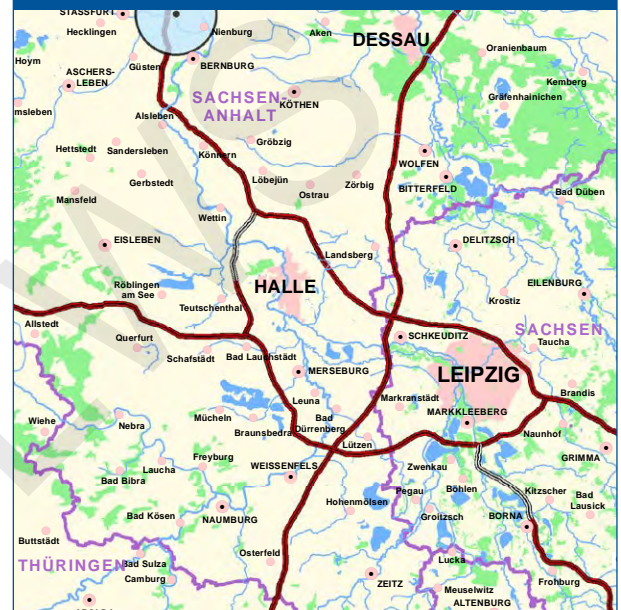 STASSFURT
Hecklingen
Nienburg
Aken
DESSAU
Oranienbaum
Hoym
Güsten
BERNBURG
ASCHERS-
LEBEN
Kemberg
SACHSEN-
ANHALT
KÖTHEN
Gräfenhainichen
msleben
Alsleben
Hettstedt
Sandersleben
Gröbzig
Könnern
WOLFEN
Gerbstedt
Löbejün
Zörbig
BITTERFELD
Mansfeld
Ostrau
Bad Düben
Wettin
EISLEBEN
DELITZSCH
Landsberg
Röblingen
am See
HALLE
EILENBURG
Teutschenthal
Krostiz
Allstedt
SACHSEN
Querfurt
SCHKEUDITZ
Taucha
Schafstädt
Bad Lauchstädt
MERSEBURG
LEIPZIG
Brandis
Leuna
Markranstädt
Wiehe
Nebra
Mücheln
Bad
Dürrenberg
MARKKLEEBERG
Braunsbedra
Naunhof
Lützen
Freyburg
GRIMMA
Laucha
WEISSENFELS
Zwenkau
Bad Bibra
Pegau
Böhlen
Kitzscher
Bad
Lausick
Hohenmölsen
Bad Kösen
NAUMBURG
Groitzsch
BORNA
Buttstädt
Osterfeld
Lucka
THÜRINGEN
Bad Sulza
Camburg
ZEITZ
Frohburg
Meuselwitz
ALTENBURG